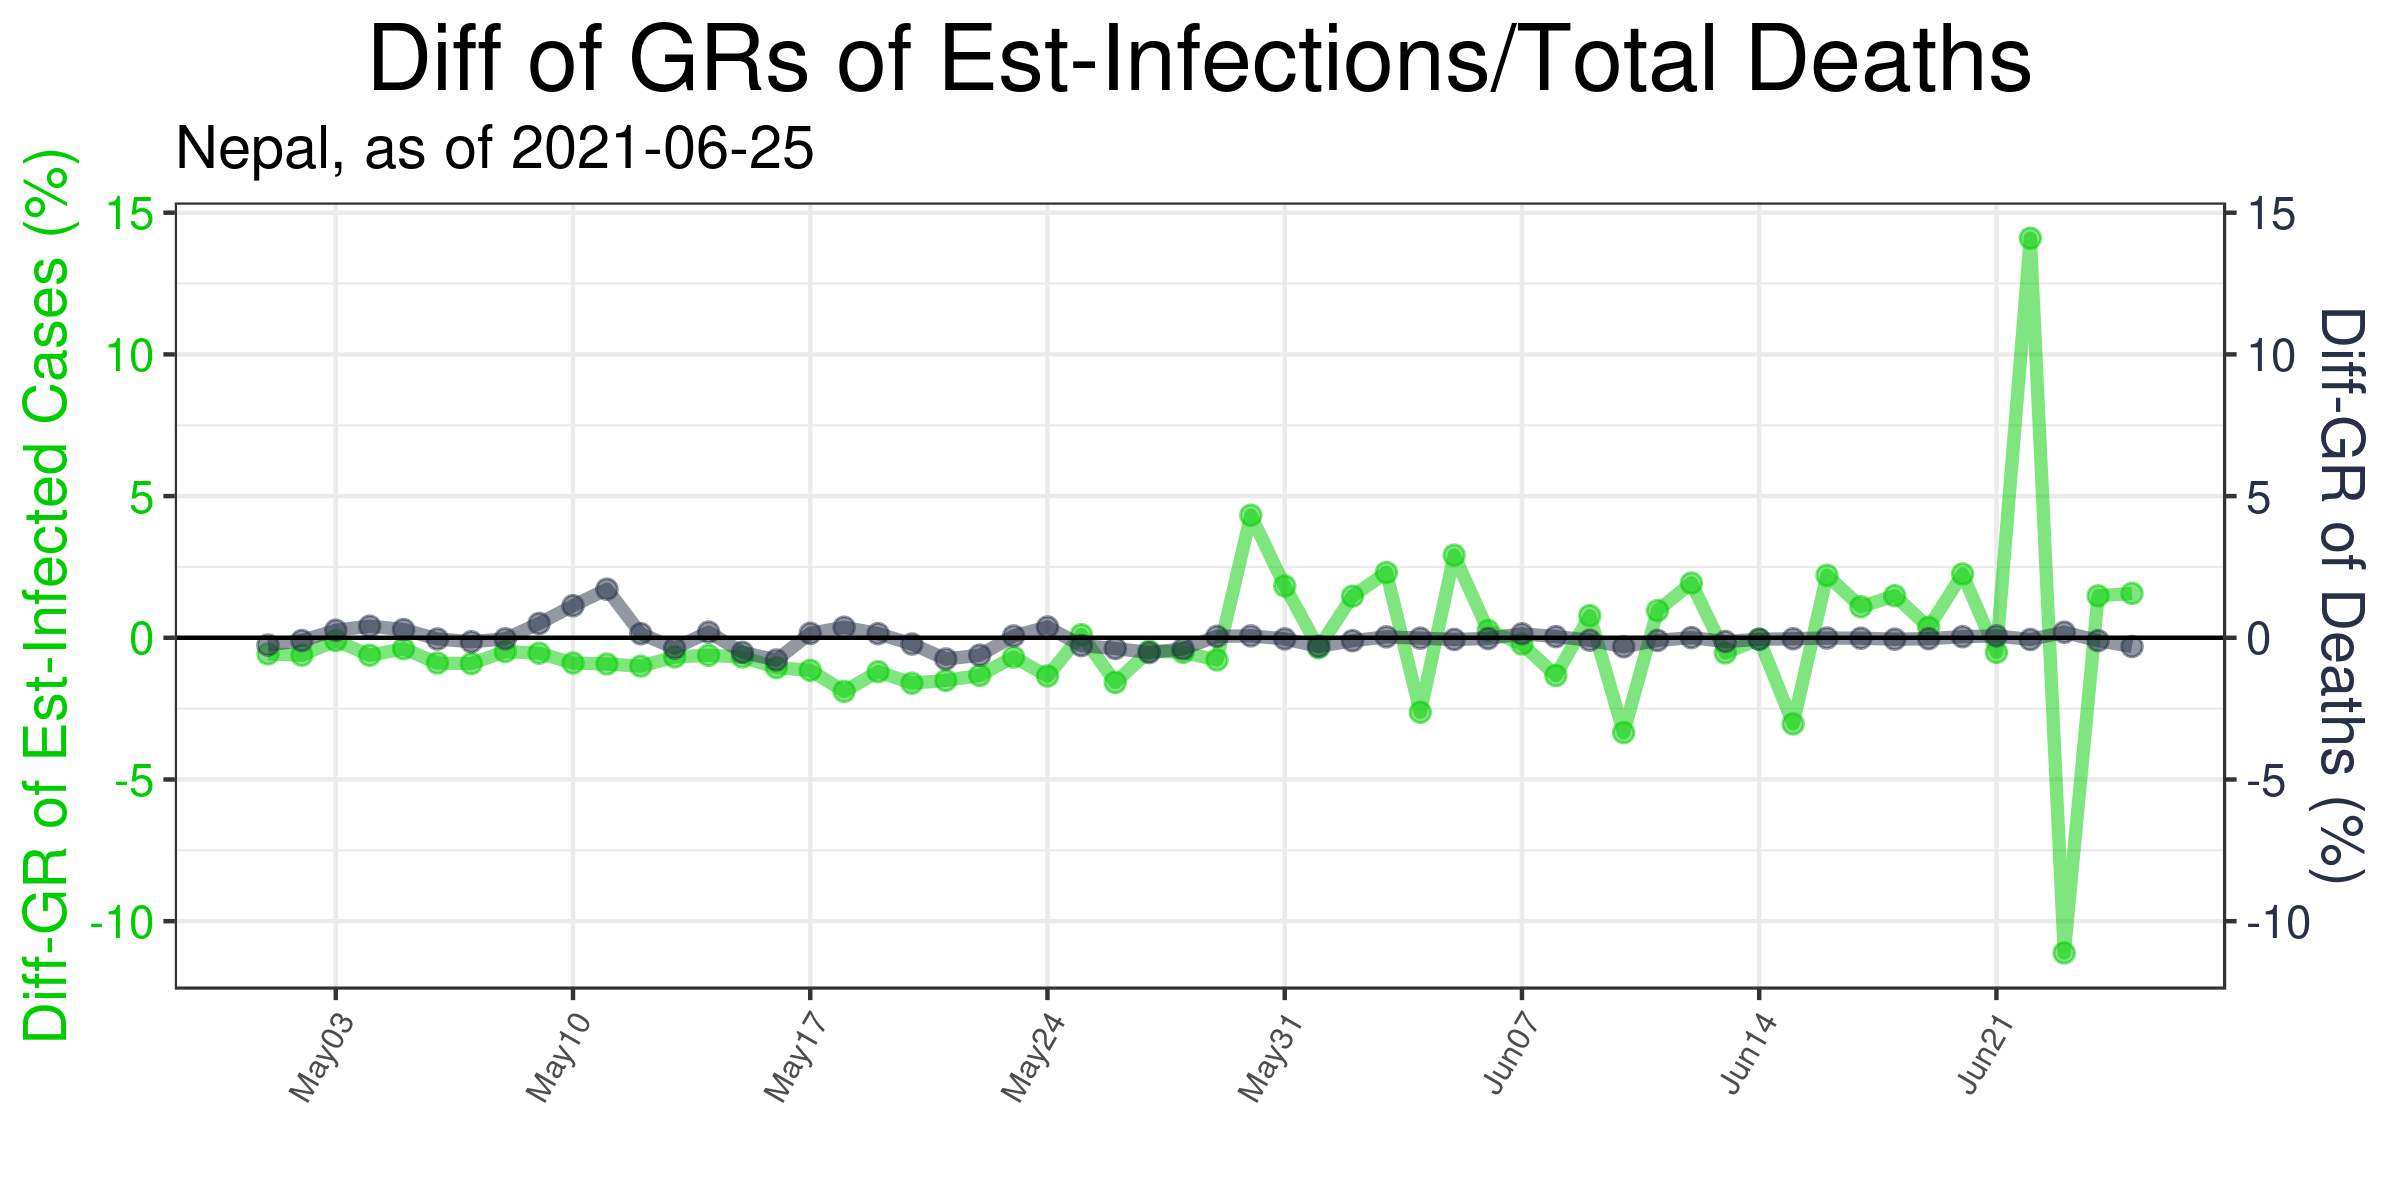 Diff of GRs of Est-Infections/Total Deaths
Nepal, as of 2021-06-25
Diff-GR of Est-Infected Cases (%)
15
10
5
0
-5
-10
15
10
5
0
-5
-10
Diff-GR of Deaths (%)
May03
May10
May17
May24
May31
Jun07
Jun14
Jun21